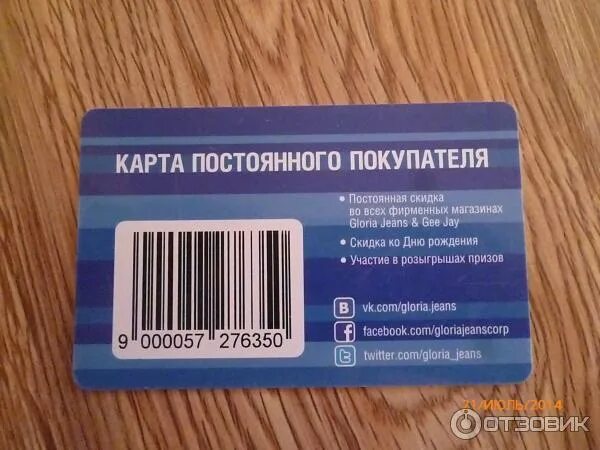 КАРТА ПОСТОЯННОГО ПОКУПАТЕЛЯ
• Постоянная скидка
во всех фирменных магазинах
Gloria Jeans & Gee Jay
• Скидка ко Дню рождения
• Участие в розыгрышах призов
9 000057 276350
B vk.com/gloria.jeans
f facebook.com/gloriajeanscorp
t twitter.com/gloria_jeans
21/ИЮЛЬ/2014
ОТЗОВИК